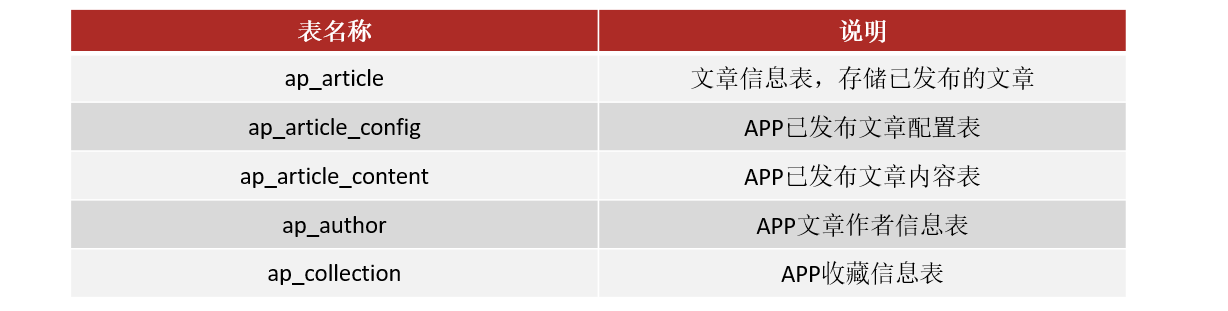 表名称 说明
ap_article 文章信息表，存储已发布的文章
ap_article_config APP已发布文章配置表
ap_article_content APP已发布文章内容表
ap_author APP文章作者信息表
ap_collection APP收藏信息表